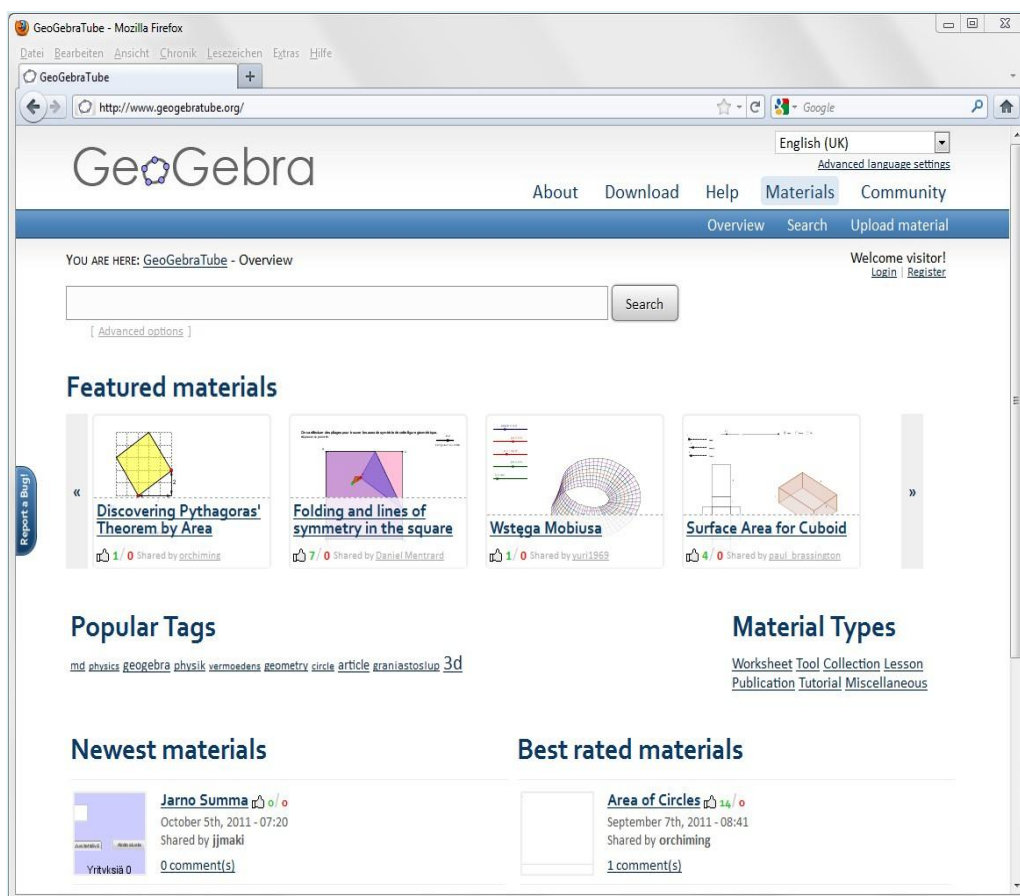 GeoGebraTube - Mozilla Firefox
Datei Bearbeiten Ansicht Chronik Lesezeichen Extras Hilfe
GeoGebraTube
http://www.geogebratube.org/
Google
GeoGebra
English (UK)
Advanced language settings
About Download Help Materials Community
Overview Search Upload material
YOU ARE HERE: GeoGebraTube - Overview
Welcome visitor!
Login | Register
Search
[ Advanced options ]
Featured materials
«
2
Discovering Pythagoras'
Theorem by Area
1/0 Shared by orchiming
Folding and lines of
symmetry in the square
7/0 Shared by Daniel Mentrard
Wstęga Mobiusa
1/0 Shared by yuri1969
Surface Area for Cuboid
4/0 Shared by paul_brassington
»
Report a Bug!
Popular Tags
md physics geogebra physik vermoedens geometry circle article graniastoslup 3d
Material Types
Worksheet Tool Collection Lesson
Publication Tutorial Miscellaneous
Newest materials
Jarno Summa 0/0
October 5th, 2011 - 07:20
Shared by jjmaki
0 comment(s)
Yrityksiä 0
Best rated materials
Area of Circles 14/0
September 7th, 2011 - 08:41
Shared by orchiming
1 comment(s)